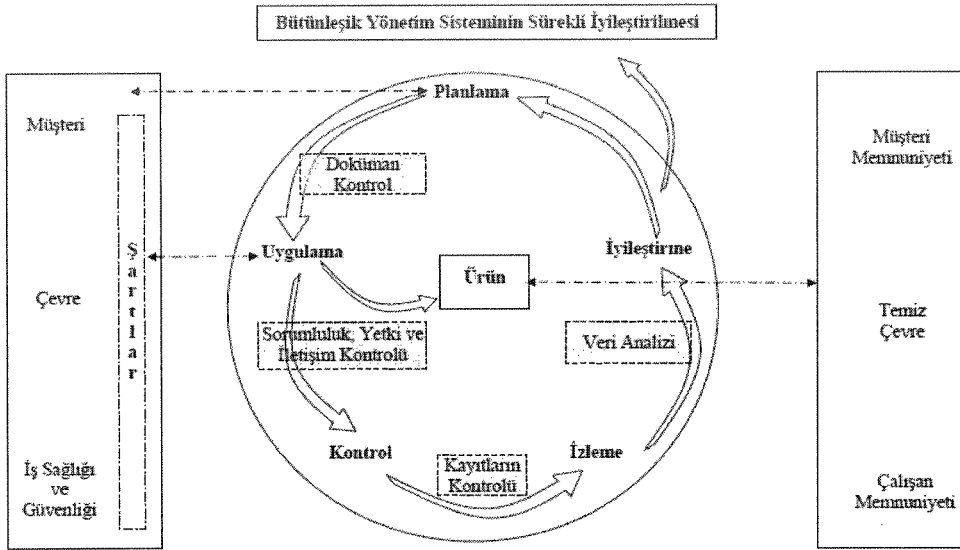 Bütünleşik Yönetim Sisteminin Sürekli İyileştirilmesi
Müşteri
Çevre
İş Sağlığı
ve
Güvenliği
Şartlar
Planlama
Doküman
Kontrol
Uygulama
Ürün
İyileştirme
Sorumluluk, Yetki ve
İletişim Kontrolü
Veri Analizi
Kontrol
Kayıtların
Kontrolü
İzleme
Müşteri
Memnuniyeti
Temiz
Çevre
Çalışan
Memnuniyeti